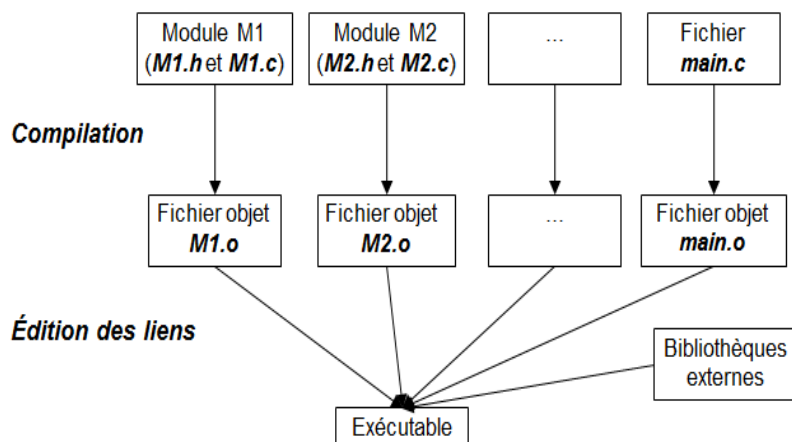 Module M1
(M1.h et M1.c)
Module M2
(M2.h et M2.c)
...
Fichier
main.c
Compilation
Fichier objet
M1.o
Fichier objet
M2.o
...
Fichier objet
main.o
Édition des liens
Bibliothèques
externes
Exécutable